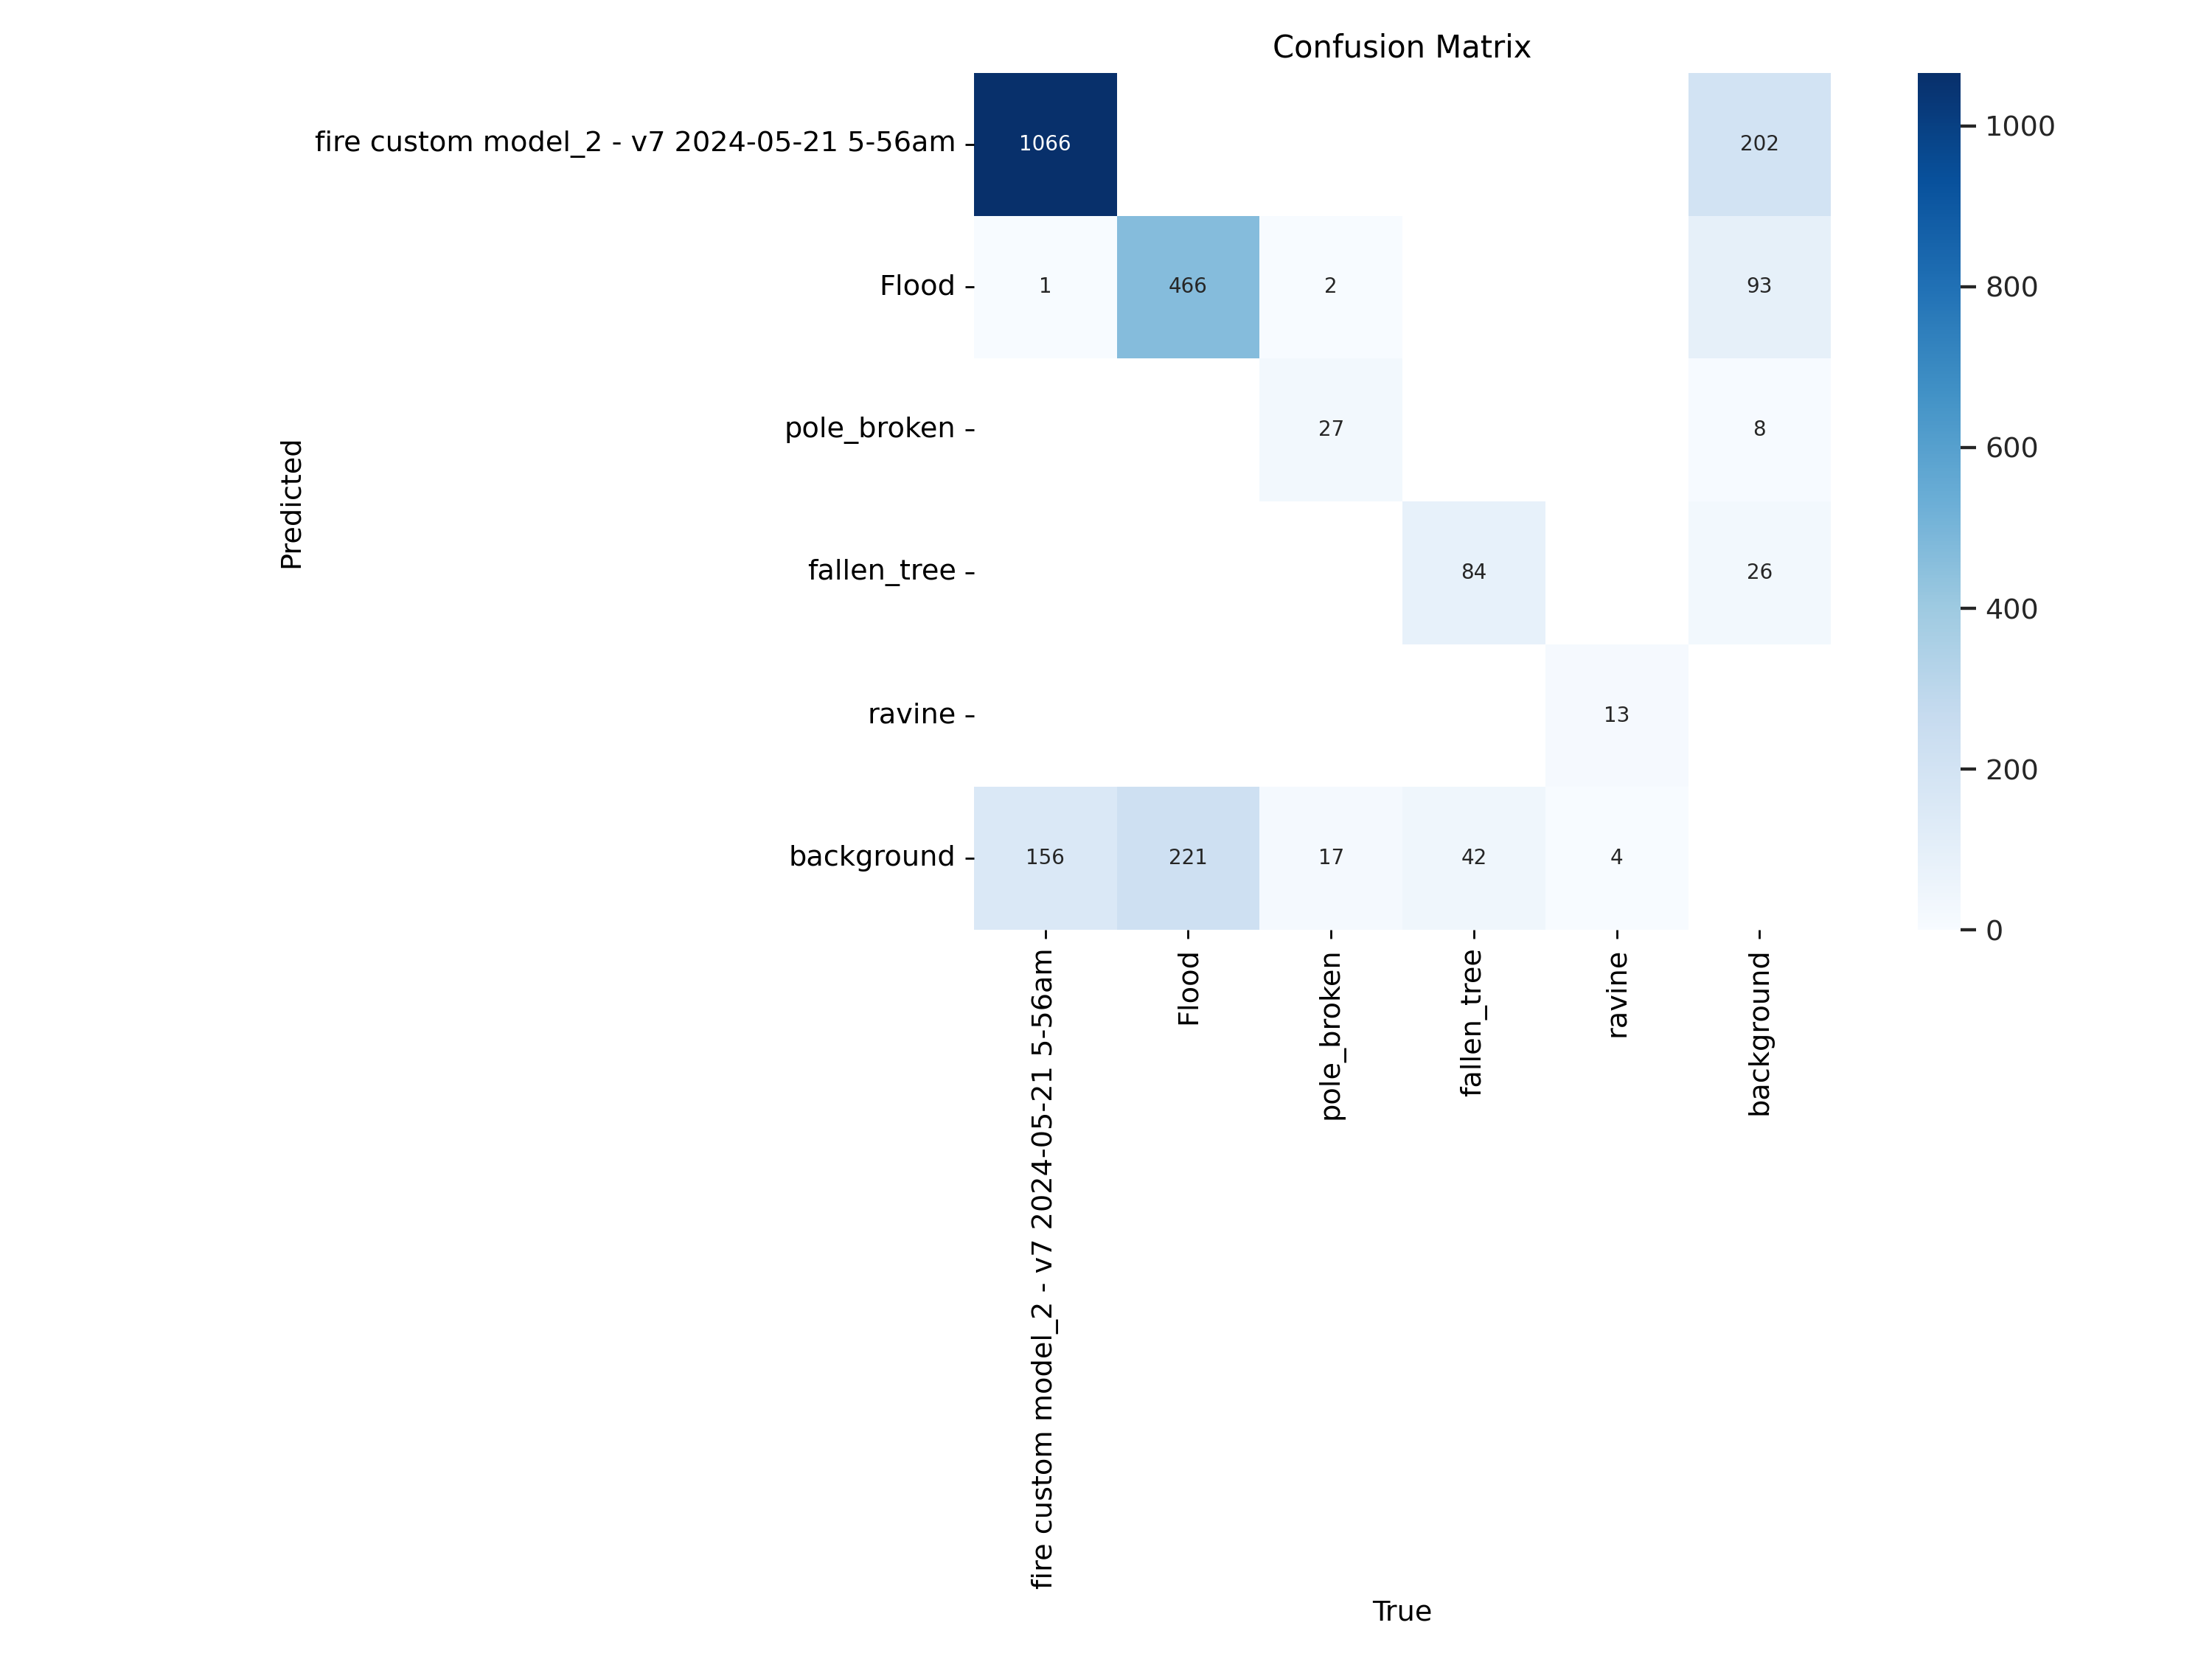 Confusion Matrix
fire custom model_2 - v7 2024-05-21 5-56am
1066
202
1000
Flood
1
466
2
93
800
pole_broken
27
8
600
Predicted
fallen_tree
84
26
400
ravine
13
200
background
156
221
17
42
4
0
fire custom model_2 - v7 2024-05-21 5-56am
Flood
pole_broken
fallen_tree
ravine
background
True